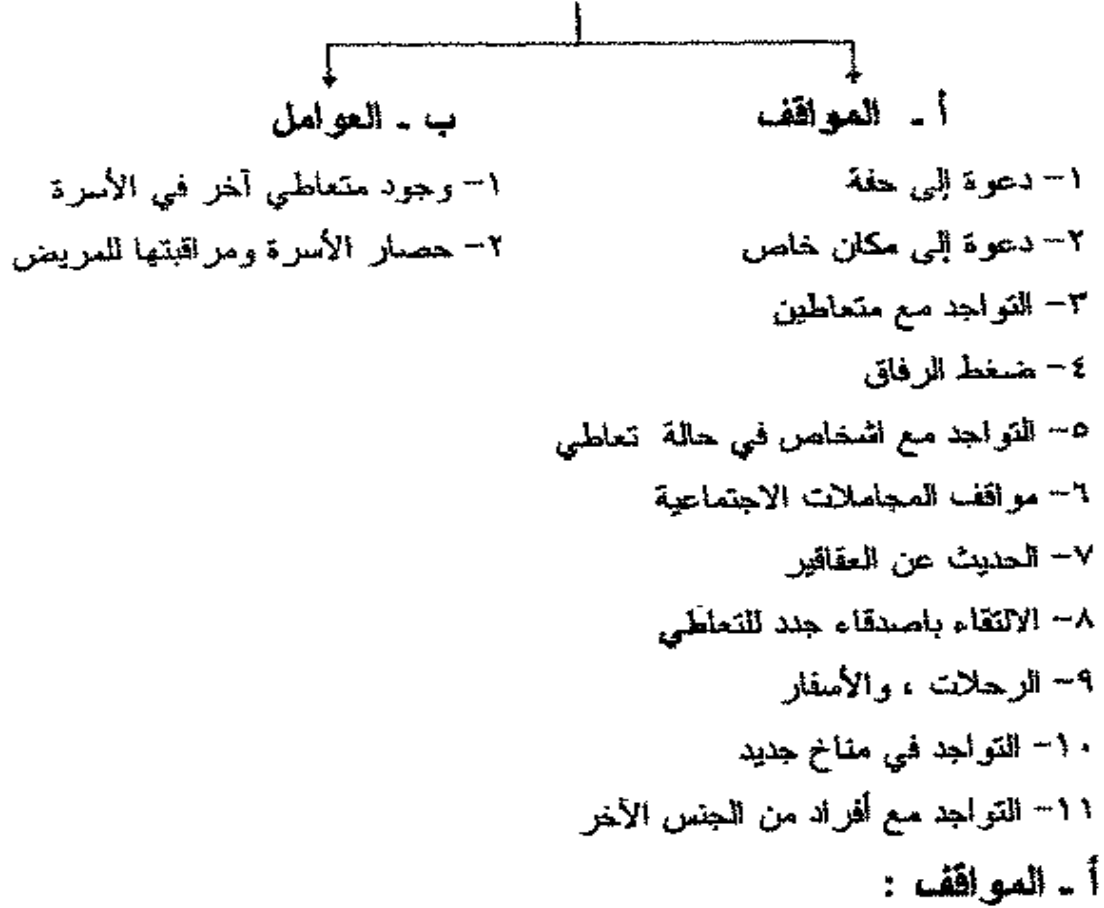 أ - المواقف
١- دعوة إلى حفة
٢- دعوة إلى مكان خاص
٣- التواجد مع متعاطين
٤- ضغط الرفاق
٥- التواجد مع اشخاص في حالة تعاطي
٦- مواقف المجاملات الاجتماعية
٧- الحديث عن العقاقير
٨- الالتقاء باصدقاء جدد للتعاطي
٩- الرحلات ، والأسفار
١٠- التواجد في مناخ جديد
١١- التواجد مع أفراد من الجنس الآخر
ب - العوامل
١- وجود متعاطي آخر في الأسرة
٢- حصار الأسرة ومراقبتها للمريض
أ - المواقف :